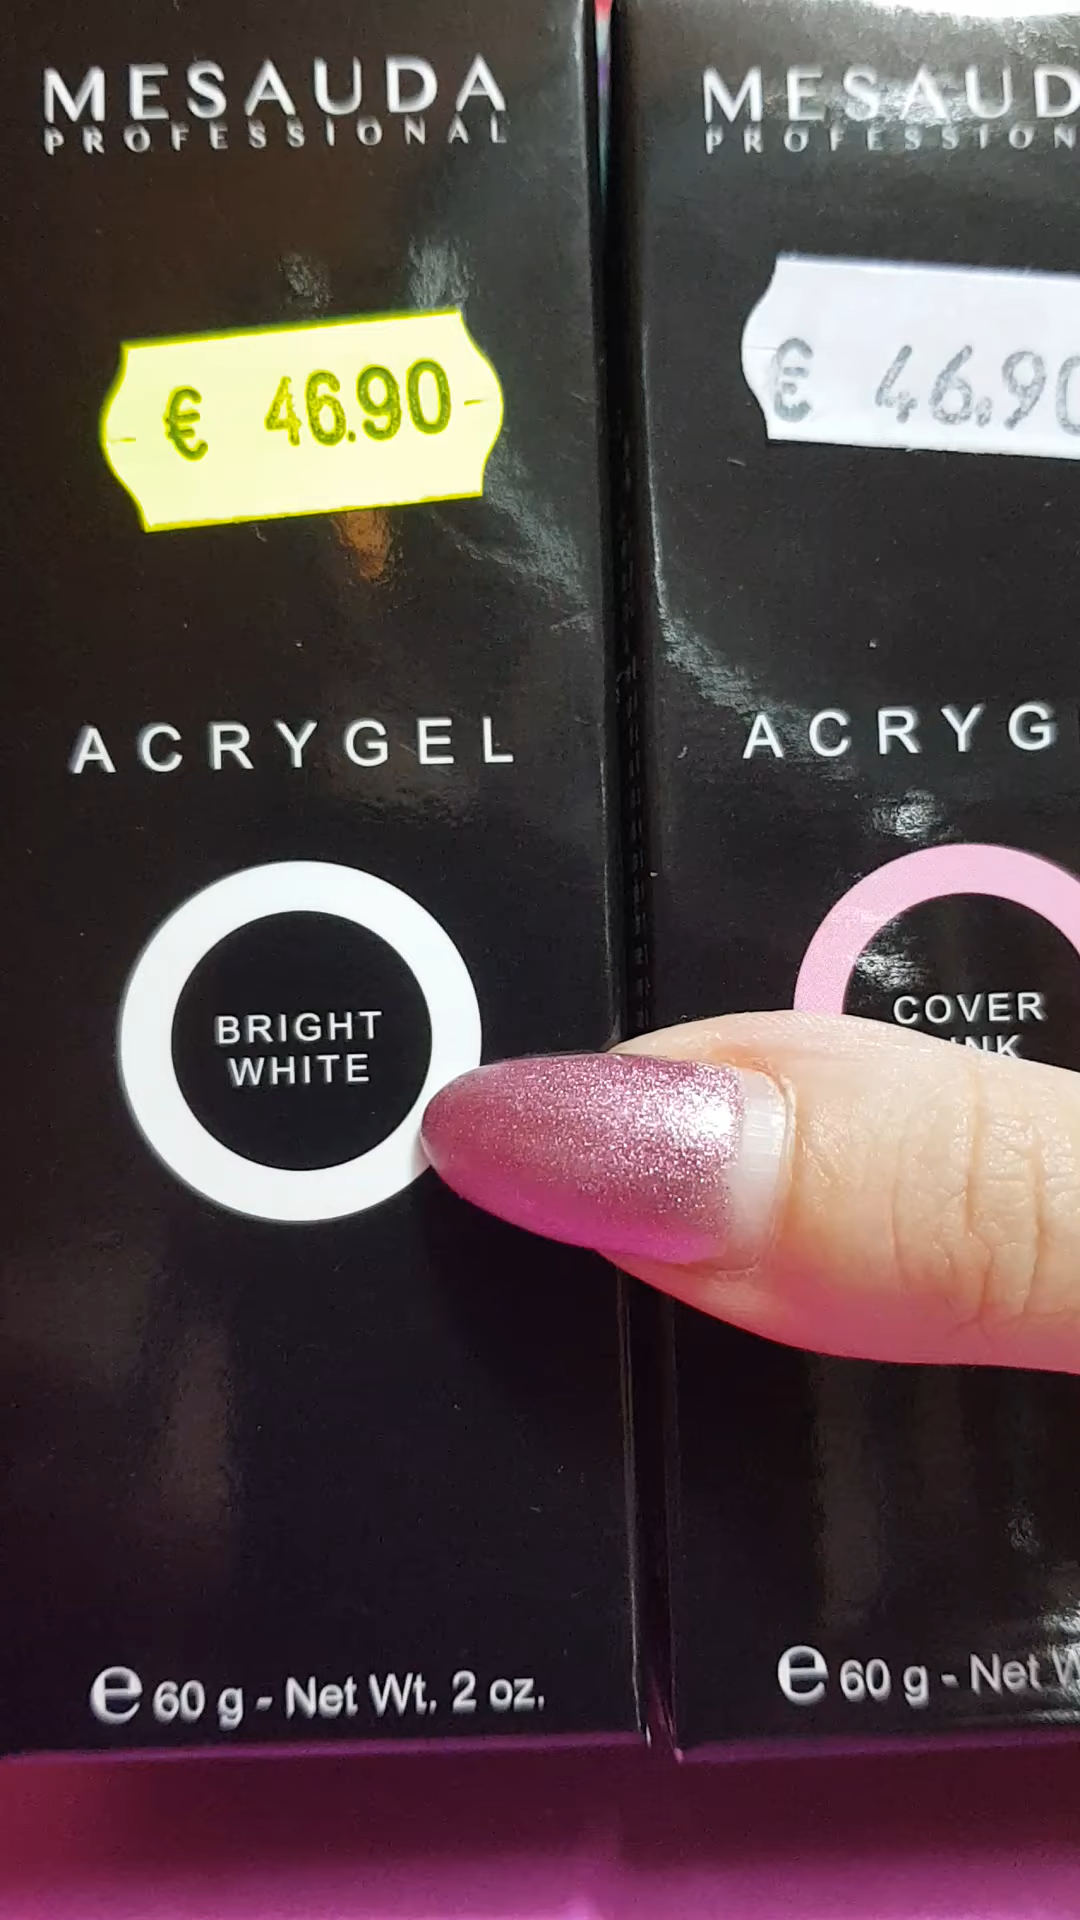 MESAUDA
PROFESSIONAL
€ 46.90
ACRYGEL
BRIGHT
WHITE
e 60 g - Net Wt. 2 oz.
MESAUD
PROFESSION
€ 46.90
ACRYG
COVER
e 60 g - Net